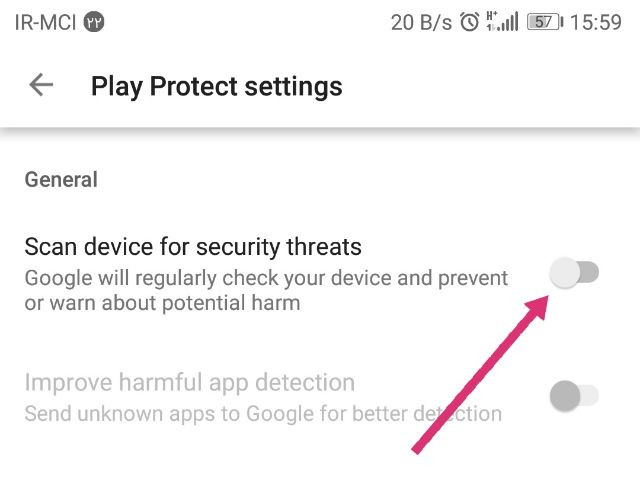 IR-MCI ۲۲ 20 B/s H+ 57 15:59
Play Protect settings
General
Scan device for security threats
Google will regularly check your device and prevent
or warn about potential harm
Improve harmful app detection
Send unknown apps to Google for better detection